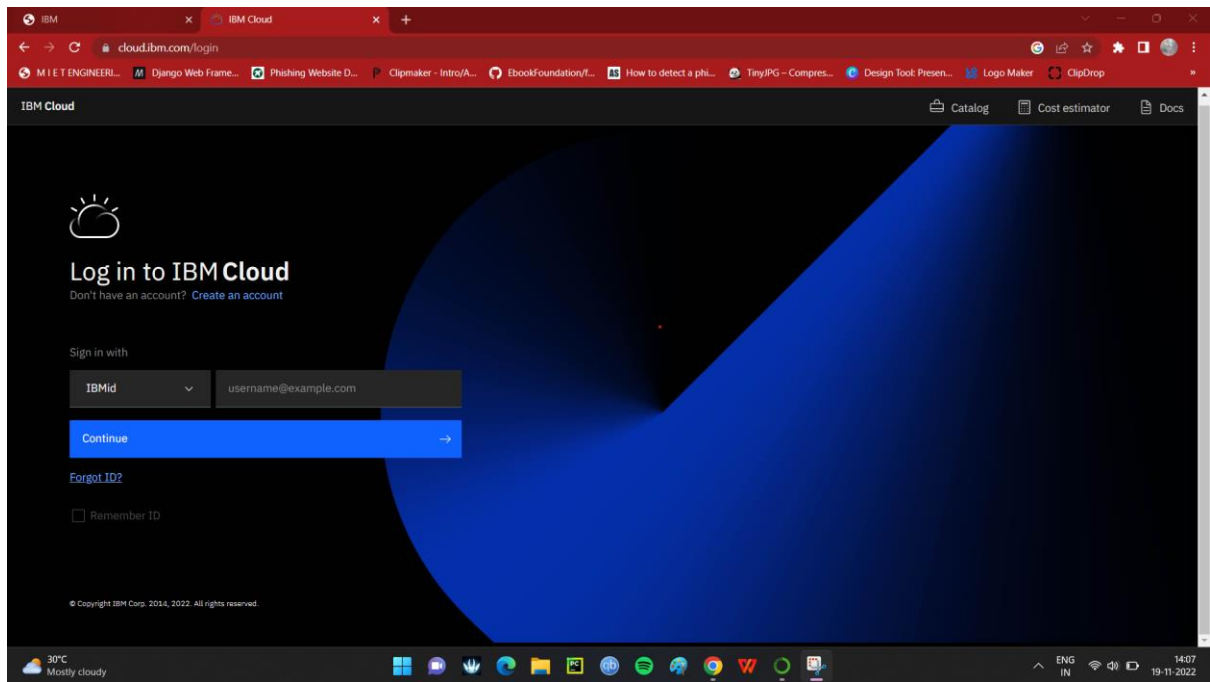 IBM
IBM Cloud
cloud.ibm.com/login
M I E T ENGINEERI...
Django Web Frame...
Phishing Website D...
Clipmaker - Intro/A...
EbookFoundation/f...
How to detect a phi...
TinyJPG – Compres...
Design Tool: Presen...
Logo Maker
ClipDrop
»
IBM Cloud
Catalog
Cost estimator
Docs
Log in to IBM Cloud
Don't have an account? Create an account
Sign in with
IBMid
username@example.com
Continue
Forgot ID?
Remember ID
© Copyright IBM Corp. 2014, 2022. All rights reserved.
30°C
Mostly cloudy
ENG
IN
14:07
19-11-2022